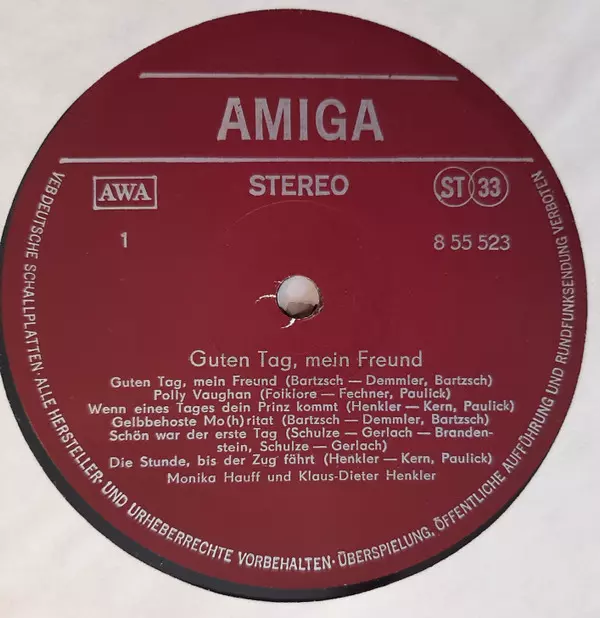 AMIGA
AWA
STEREO
ST 33
1
8 55 523
Guten Tag, mein Freund
Guten Tag, mein Freund (Bartzsch — Demmler, Bartzsch)
Polly Vaughan (Folklore — Fechner, Paulick)
Wenn eines Tages dein Prinz kommt (Henkler — Kern, Paulick)
Gelbbehoste Mo(h)ritat (Bartzsch — Demmler, Bartzsch)
Schön war der erste Tag (Schulze — Gerlach — Branden-
stein, Schulze — Gerlach)
Die Stunde, bis der Zug fährt (Henkler — Kern, Paulick)
Monika Hauff und Klaus-Dieter Henkler
VEB DEUTSCHE SCHALLPLATTEN · ALLE HERSTELLER- UND URHEBERRECHTE VORBEHALTEN · ÜBERSPIELUNG, ÖFFENTLICHE AUFFÜHRUNG UND RUNDFUNKSENDUNG VERBOTEN